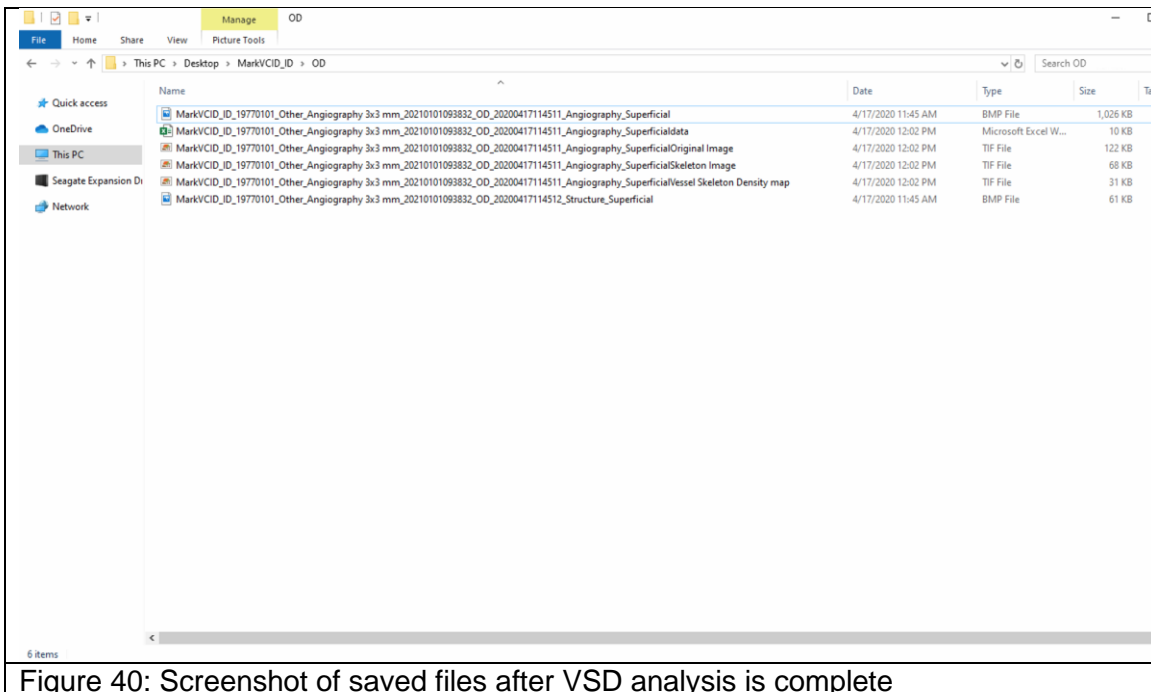 Manage OD
File Home Share View Picture Tools
This PC > Desktop > MarkVCID_ID > OD Search OD
Name Date Type Size
Quick access
OneDrive
This PC
Seagate Expansion
Network
MarkVCID_ID_19770101_Other_Angiography 3x3 mm_20210101093832_OD_20200417114511_Angiography_Superficial 4/17/2020 11:45 AM BMP File 1,026 KB
MarkVCID_ID_19770101_Other_Angiography 3x3 mm_20210101093832_OD_20200417114511_Angiography_Superficialdata 4/17/2020 12:02 PM Microsoft Excel W... 10 KB
MarkVCID_ID_19770101_Other_Angiography 3x3 mm_20210101093832_OD_20200417114511_Angiography_SuperficialOriginal Image 4/17/2020 12:02 PM TIF File 122 KB
MarkVCID_ID_19770101_Other_Angiography 3x3 mm_20210101093832_OD_20200417114511_Angiography_SuperficialSkeleton Image 4/17/2020 12:02 PM TIF File 68 KB
MarkVCID_ID_19770101_Other_Angiography 3x3 mm_20210101093832_OD_20200417114511_Angiography_SuperficialVessel Skeleton Density map 4/17/2020 12:02 PM TIF File 31 KB
MarkVCID_ID_19770101_Other_Angiography 3x3 mm_20210101093832_OD_20200417114512_Structure_Superficial 4/17/2020 11:45 AM BMP File 61 KB
6 items
Figure 40: Screenshot of saved files after VSD analysis is complete